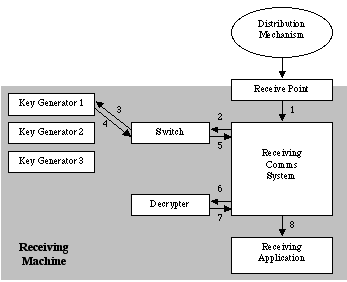 Distribution
Mechanism
Receive Point
Key Generator 1
3
1
4
2
Key Generator 2
Switch
5
Receiving
Comms
System
Key Generator 3
6
Decrypter
7
8
Receiving
Machine
Receiving
Application